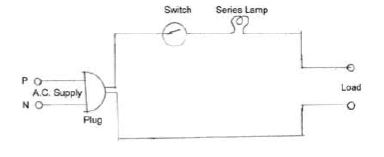 Switch Series Lamp
P
A.C. Supply
N
Plug
Load